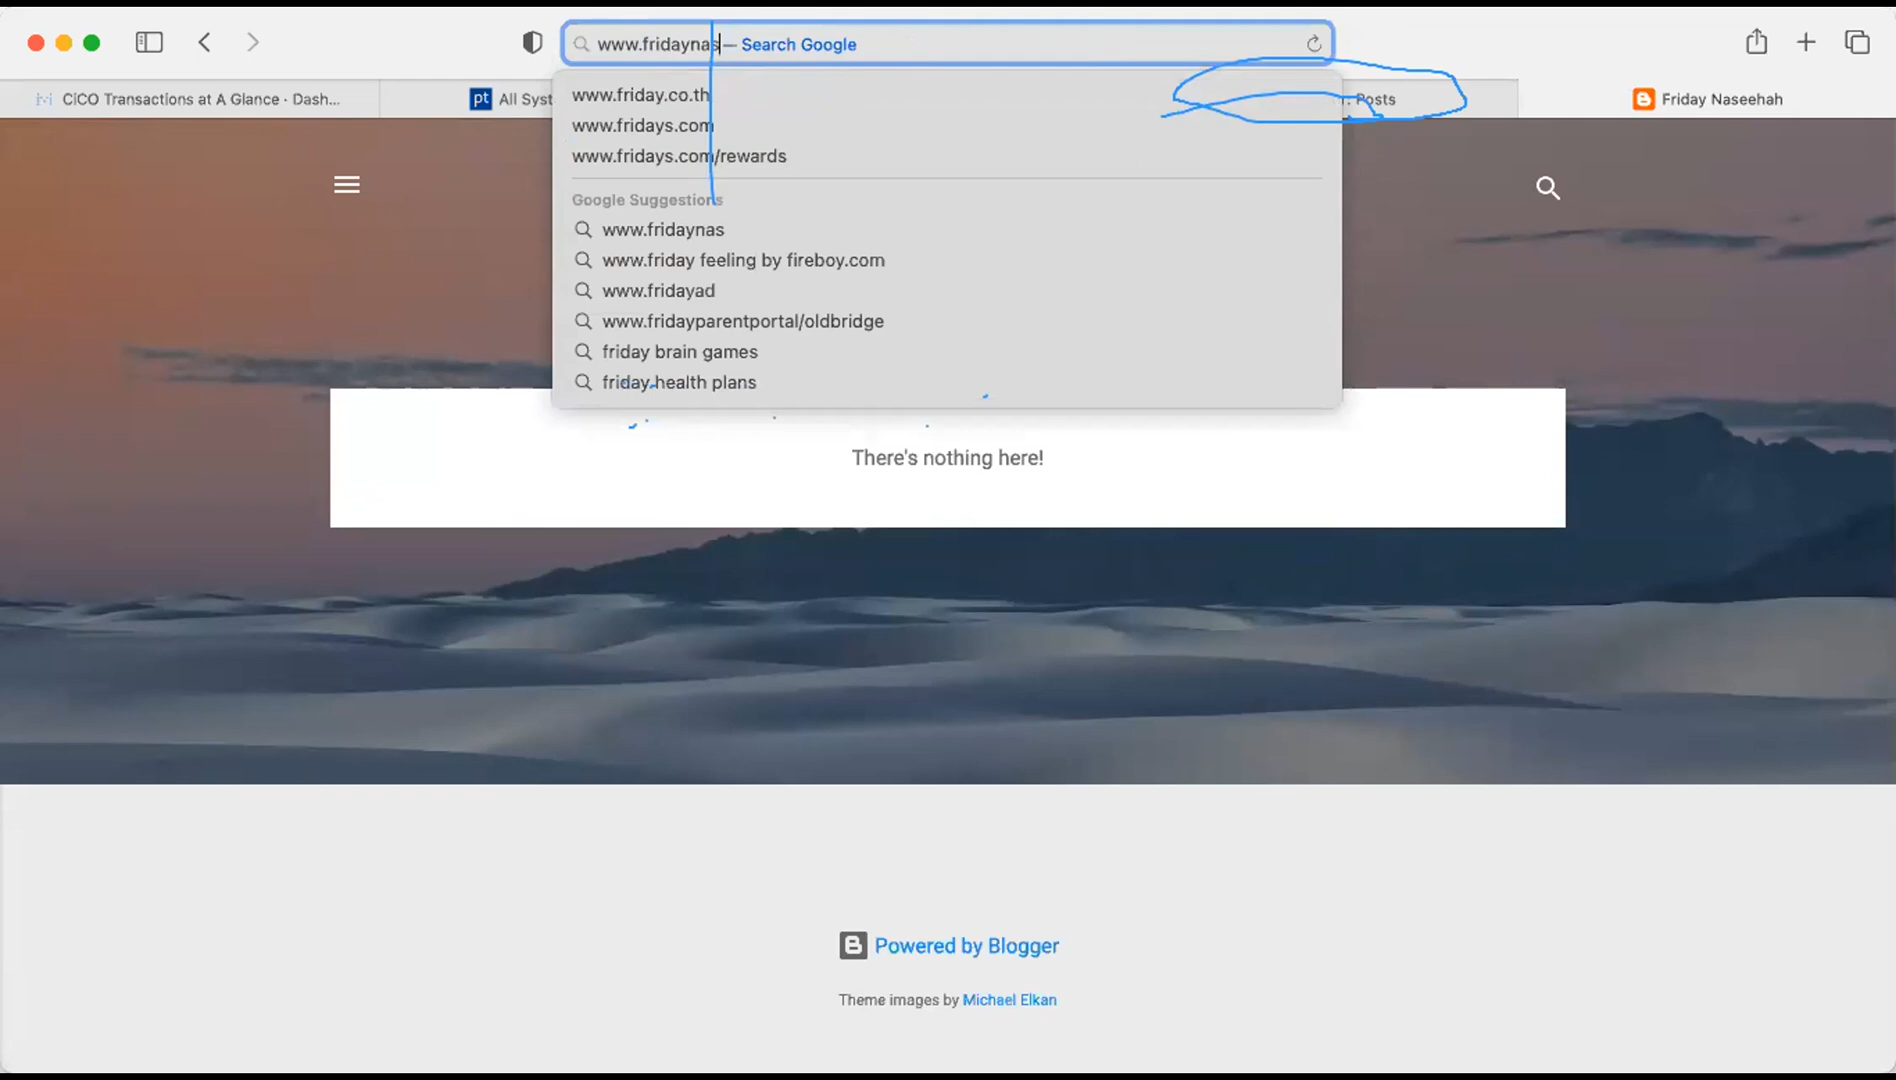 www.fridaynas — Search Google
CiCO Transactions at A Glance · Dash...
pt All Sys
Posts
Friday Naseehah
www.friday.co.th
www.fridays.com
www.fridays.com/rewards
Google Suggestions
www.fridaynas
www.friday feeling by fireboy.com
www.fridayad
www.fridayparentportal/oldbridge
friday brain games
friday health plans
There's nothing here!
Powered by Blogger
Theme images by Michael Elkan